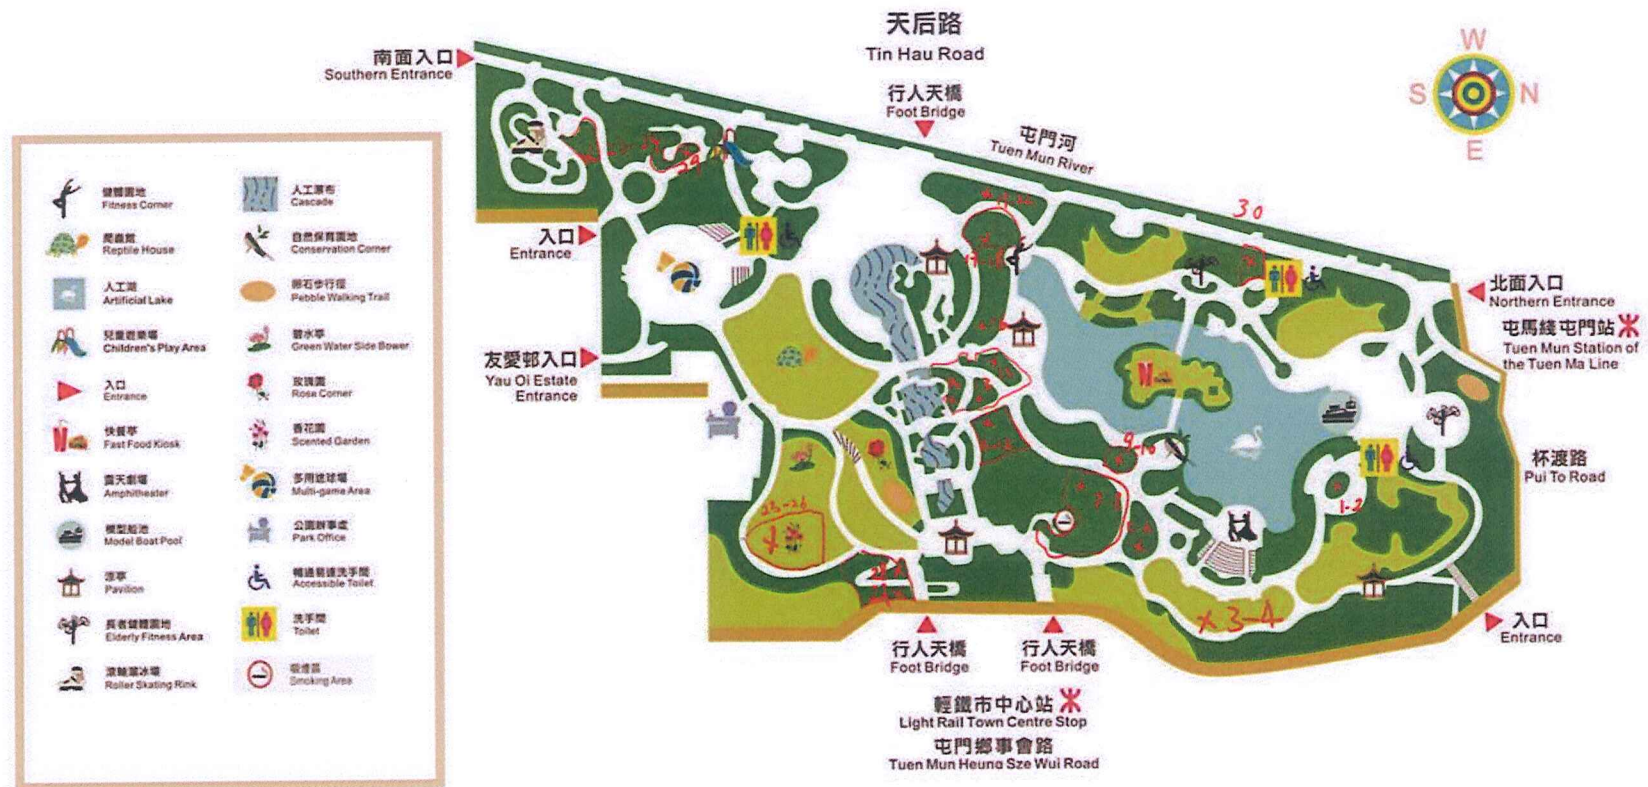 天后路
Tin Hau Road
南面入口
Southern Entrance
行人天橋
Foot Bridge
屯門河
Tuen Mun River
W
S
N
E
30
29
入口
Entrance
北面入口
Northern Entrance
屯馬綫屯門站
Tuen Mun Station of
the Tuen Ma Line
友愛邨入口
Yau Oi Estate
Entrance
9-10
杯渡路
Pui To Road
1-2
25-26
3-4
入口
Entrance
行人天橋
Foot Bridge
行人天橋
Foot Bridge
輕鐵市中心站
Light Rail Town Centre Stop
屯門鄉事會路
Tuen Mun Heung Sze Wui Road
健體園地
Fitness Corner
爬蟲館
Reptile House
人工湖
Artificial Lake
兒童遊樂場
Children's Play Area
入口
Entrance
快餐亭
Fast Food Kiosk
露天劇場
Amphitheater
模型船池
Model Boat Pool
涼亭
Pavilion
長者健體園地
Elderly Fitness Area
滾軸溜冰場
Roller Skating Rink
人工瀑布
Cascade
自然保育園地
Conservation Corner
卵石步行徑
Pebble Walking Trail
碧水亭
Green Water Side Bower
玫瑰園
Rose Corner
香花園
Scented Garden
多用途球場
Multi-game Area
公園辦事處
Park Office
暢通易達洗手間
Accessible Toilet
洗手間
Toilet
吸煙區
Smoking Area